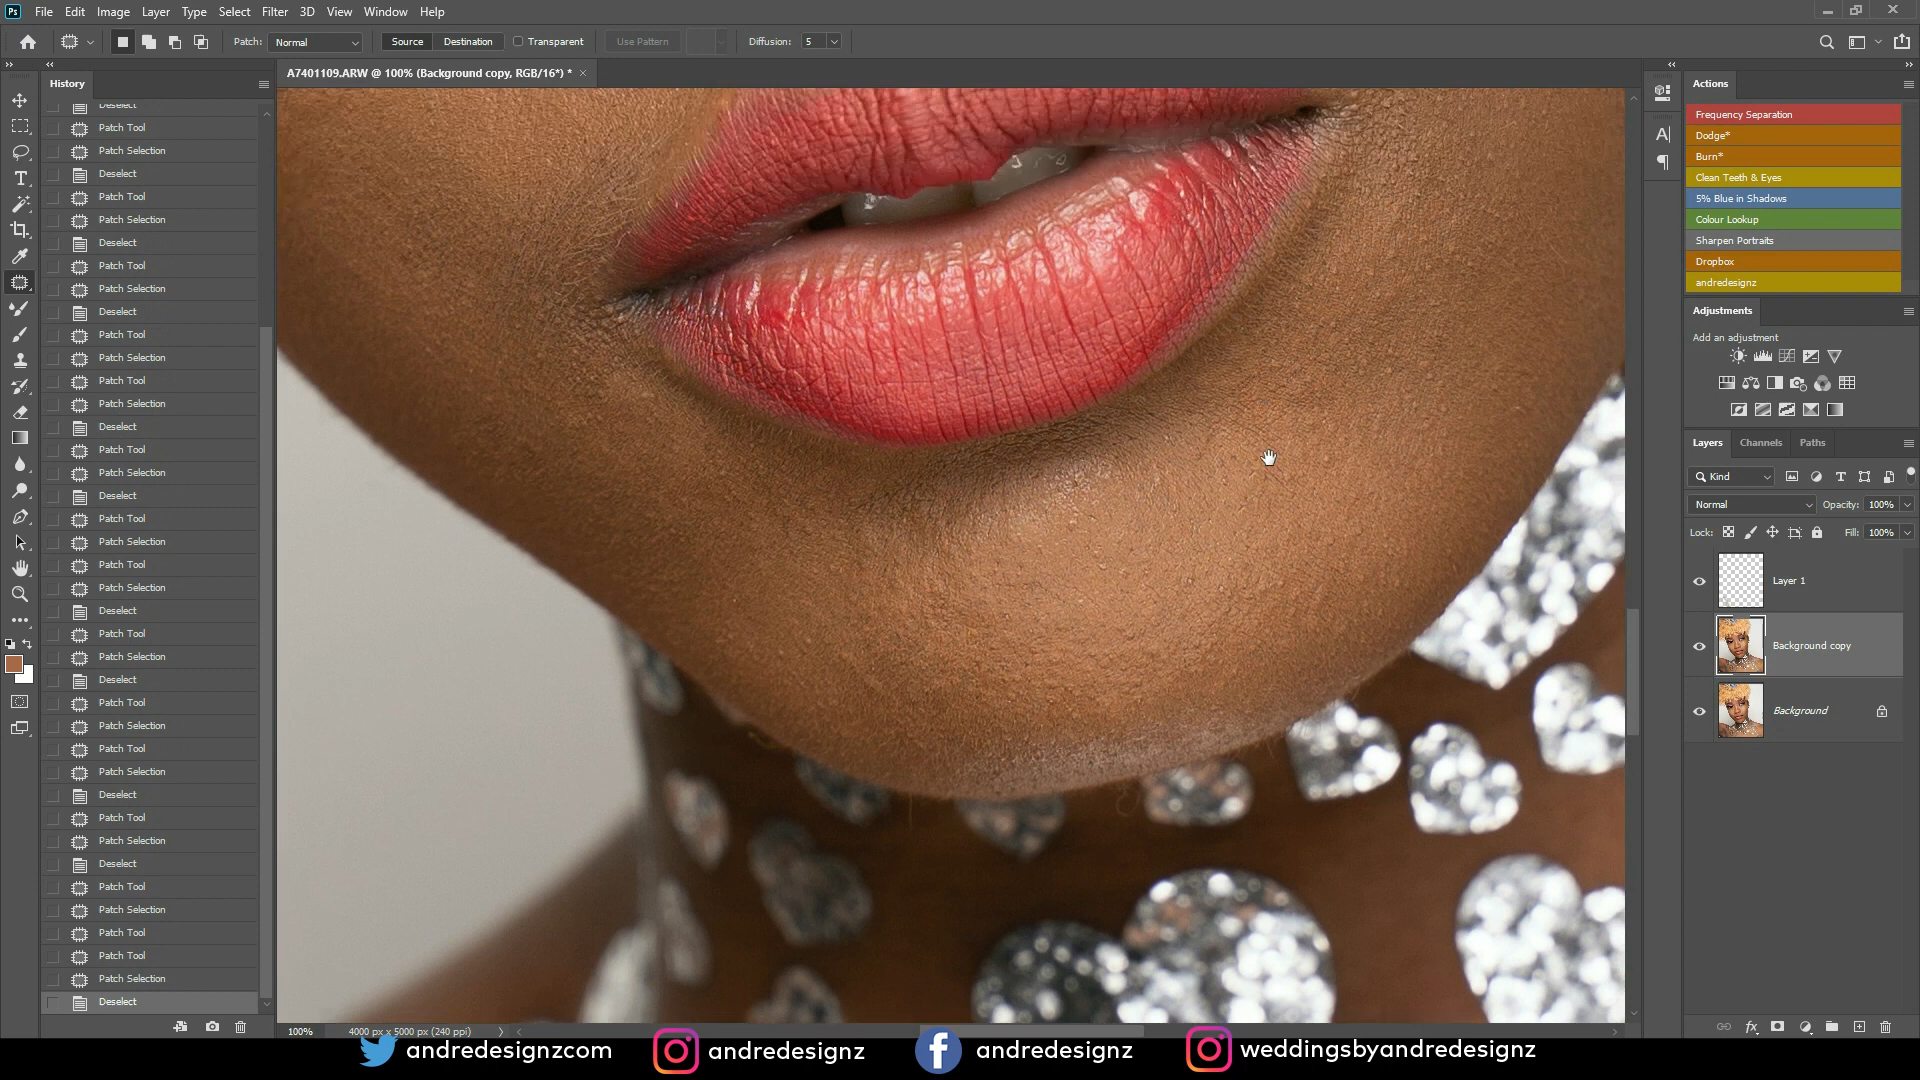 Ps File Edit Image Layer Type Select Filter 3D View Window Help
Patch: Normal Source Destination Transparent Use Pattern Diffusion: 5
History
A7401109.ARW @ 100% (Background copy, RGB/16*) *
Deselect
Patch Tool
Patch Selection
Deselect
Patch Tool
Patch Selection
Deselect
Patch Tool
Patch Selection
Deselect
Patch Tool
Patch Selection
Patch Tool
Patch Selection
Deselect
Patch Tool
Patch Selection
Deselect
Patch Tool
Patch Selection
Patch Tool
Patch Selection
Deselect
Patch Tool
Patch Selection
Deselect
Patch Tool
Patch Selection
Patch Tool
Patch Selection
Deselect
Patch Tool
Patch Selection
Deselect
Patch Tool
Patch Selection
Patch Tool
Patch Tool
Patch Selection
Deselect
Actions
Frequency Separation
Dodge*
Burn*
Clean Teeth & Eyes
5% Blue in Shadows
Colour Lookup
Sharpen Portraits
Dropbox
andredesignz
Adjustments
Add an adjustment
Layers Channels Paths
Kind
Normal Opacity: 100%
Lock: Fill: 100%
Layer 1
Background copy
Background
100% 4000 px x 5000 px (240 ppi)
andredesignzcom andredesignz andredesignz weddingsbyandredesignz